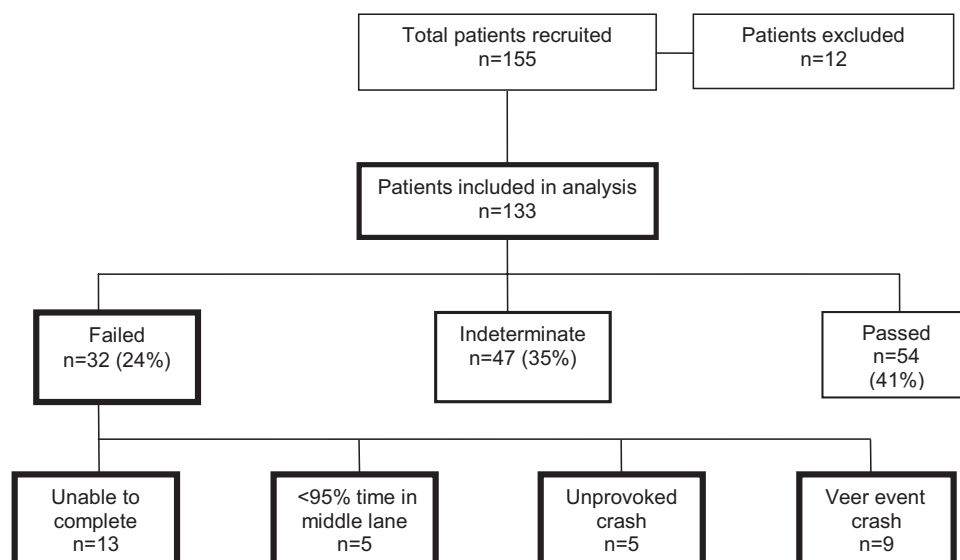 Total patients recruited
n=155
Patients excluded
n=12
Patients included in analysis
n=133
Failed
n=32 (24%)
Indeterminate
n=47 (35%)
Passed
n=54
(41%)
Unable to
complete
n=13
<95% time in
middle lane
n=5
Unprovoked
crash
n=5
Veer event
crash
n=9